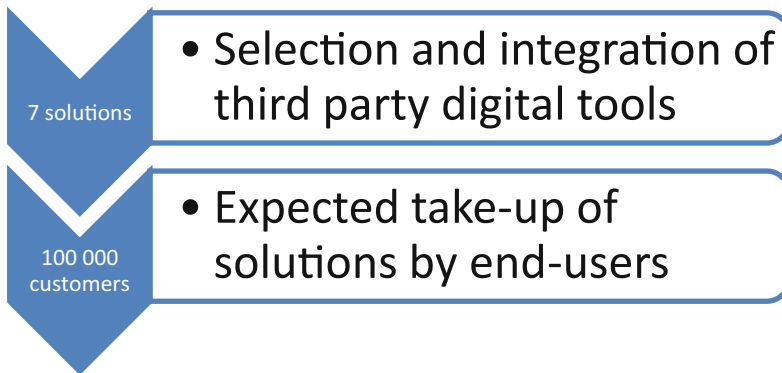 7 solutions
• Selection and integration of
third party digital tools
100 000
customers
• Expected take-up of
solutions by end-users